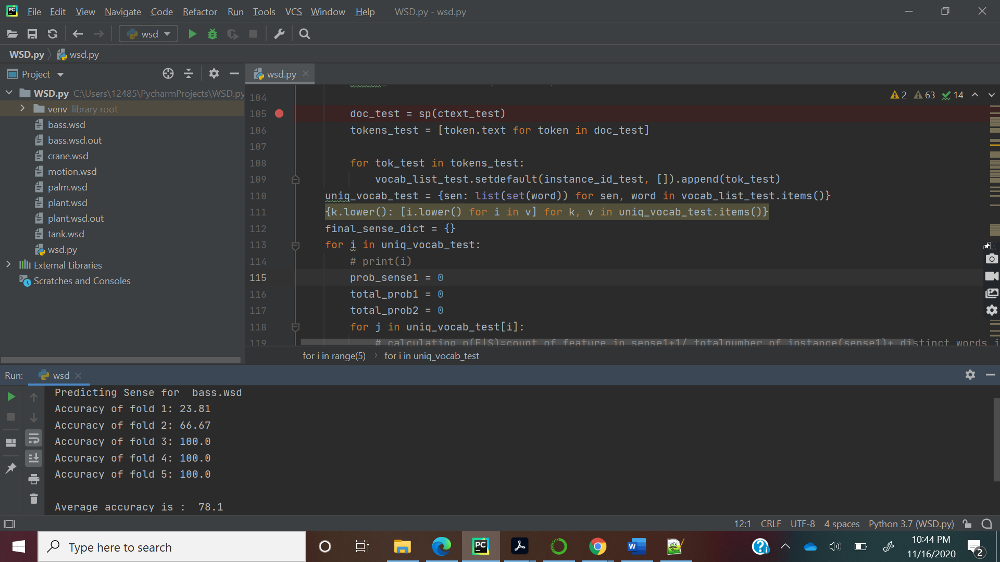 PC File Edit View Navigate Code Refactor Run Tools VCS Window Help WSD.py - wsd.py
wsd
WSD.py wsd.py
Project
wsd.py
WSD.py C:\Users\12485\PycharmProjects\WSD.py
venv library root
bass.wsd
bass.wsd.out
crane.wsd
motion.wsd
palm.wsd
plant.wsd
plant.wsd.out
tank.wsd
wsd.py
External Libraries
Scratches and Consoles
2 63 14
104
105 doc_test = sp(ctext_test)
106 tokens_test = [token.text for token in doc_test]
107
108 for tok_test in tokens_test:
109 vocab_list_test.setdefault(instance_id_test, []).append(tok_test)
110 uniq_vocab_test = {sen: list(set(word)) for sen, word in vocab_list_test.items()}
111 {k.lower(): [i.lower() for i in v] for k, v in uniq_vocab_test.items()}
112 final_sense_dict = {}
113 for i in uniq_vocab_test:
114 # print(i)
115 prob_sense1 = 0
116 total_prob1 = 0
117 total_prob2 = 0
118 for j in uniq_vocab_test[i]:
119 # calculating p(F|S)=count of feature in sense1+1/ totalnumber of instance(sense1)+ distinct words i
for i in range(5) for i in uniq_vocab_test
Run: wsd
Predicting Sense for bass.wsd
Accuracy of fold 1: 23.81
Accuracy of fold 2: 66.67
Accuracy of fold 3: 100.0
Accuracy of fold 4: 100.0
Accuracy of fold 5: 100.0
Average accuracy is : 78.1
12:1 CRLF UTF-8 4 spaces Python 3.7 (WSD.py)
Type here to search
PC
W
10:44 PM
11/16/2020
2